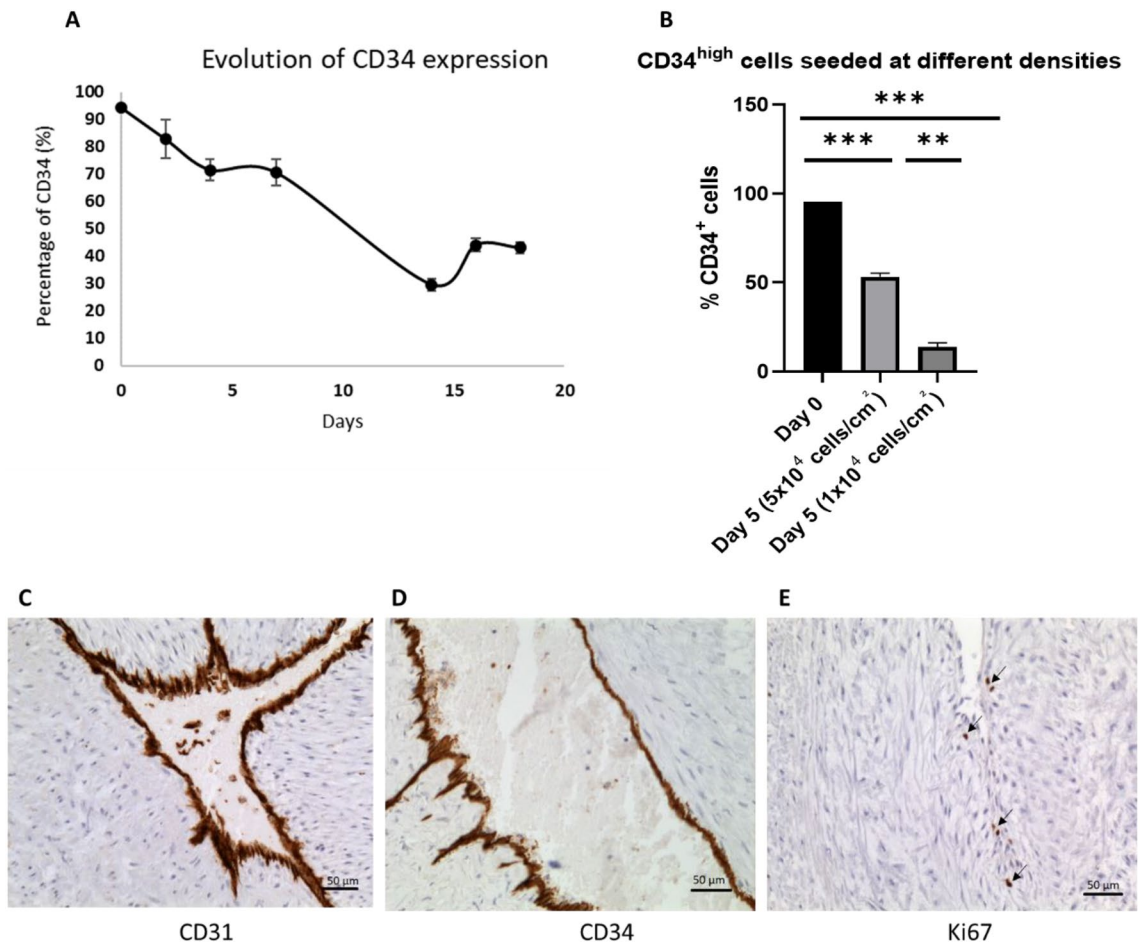 A
Evolution of CD34 expression
Percentage of CD34 (%)
100
90
80
70
60
50
40
30
20
10
0
0 5 10 15 20
Days
B
CD34^high cells seeded at different densities
% CD34⁺ cells
150
100
50
0
***
*** **
Day 0
Day 5 (5x10⁴ cells/cm²)
Day 5 (1x10⁴ cells/cm²)
C
50 µm
CD31
D
50 µm
CD34
E
50 µm
Ki67